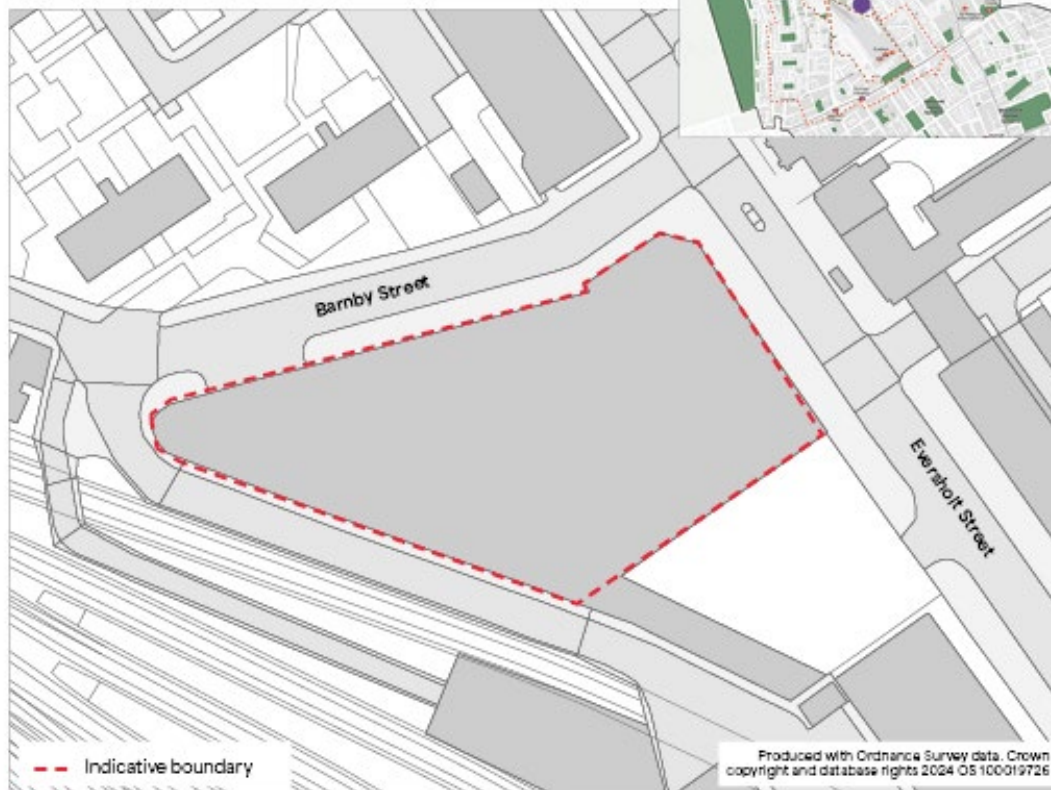 Barnby Street
Eversholt Street
Indicative boundary
Produced with Ordnance Survey data. Crown
copyright and database rights 2024 OS 100019726